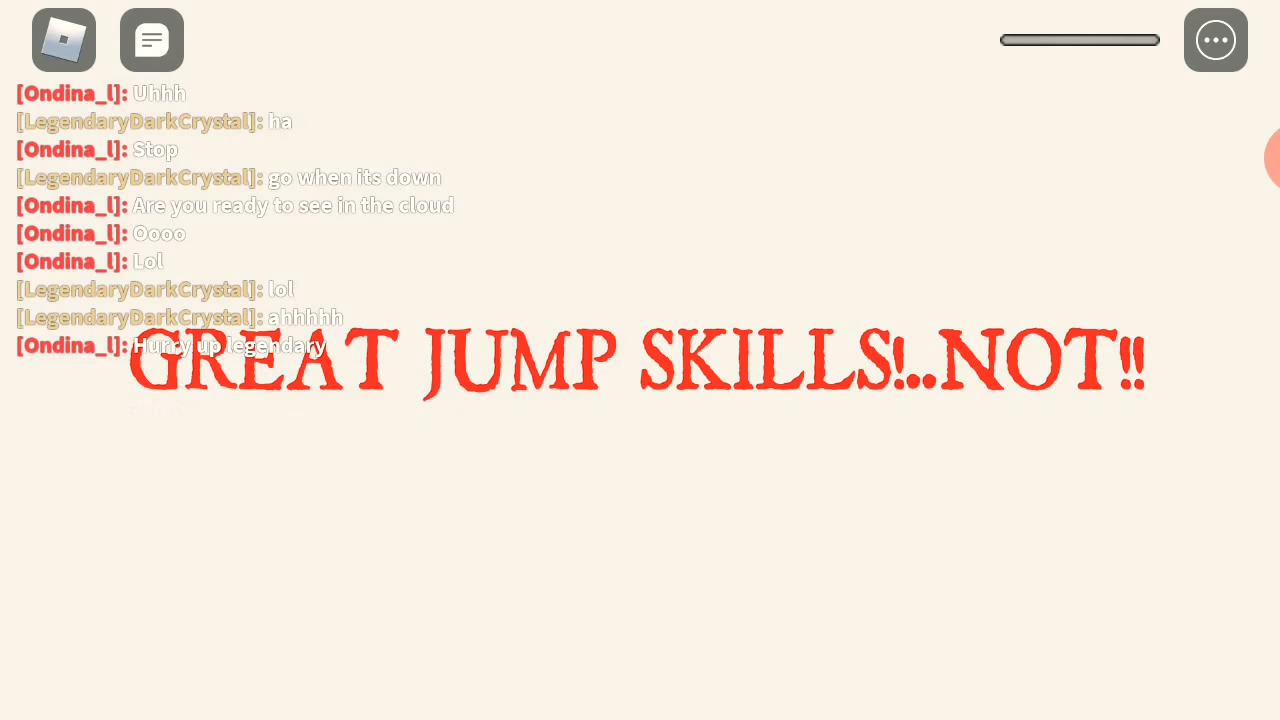 [Ondina_l]: Uhhh
[LegendaryDarkCrystal]: ha
[Ondina_l]: Stop
[LegendaryDarkCrystal]: go when its down
[Ondina_l]: Are you ready to see in the cloud
[Ondina_l]: Oooo
[Ondina_l]: Lol
[LegendaryDarkCrystal]: lol
[LegendaryDarkCrystal]: ahhhhh
[Ondina_l]: Hurry up legendary
GREAT JUMP SKILLS!..NOT!!